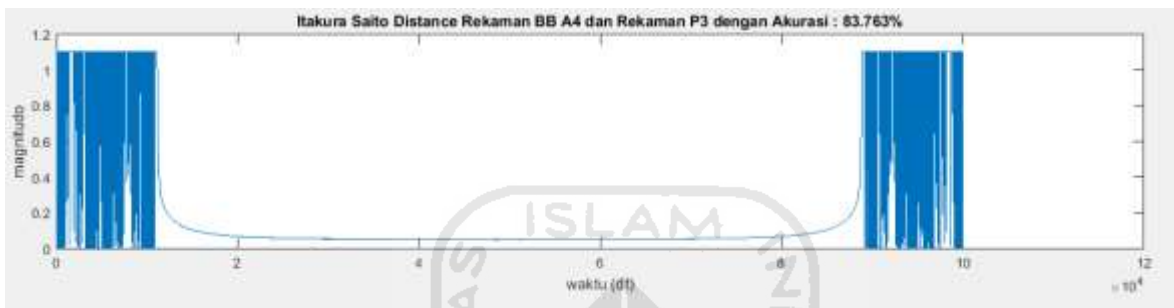 Itakura Saito Distance Rekaman BB A4 dan Rekaman P3 dengan Akurasi : 83.763%
1.2
1
0.8
0.6
0.4
0.2
0
magnitudo
0 2 4 6 8 10 12
waktu (dt)
×10⁴
ISLAM